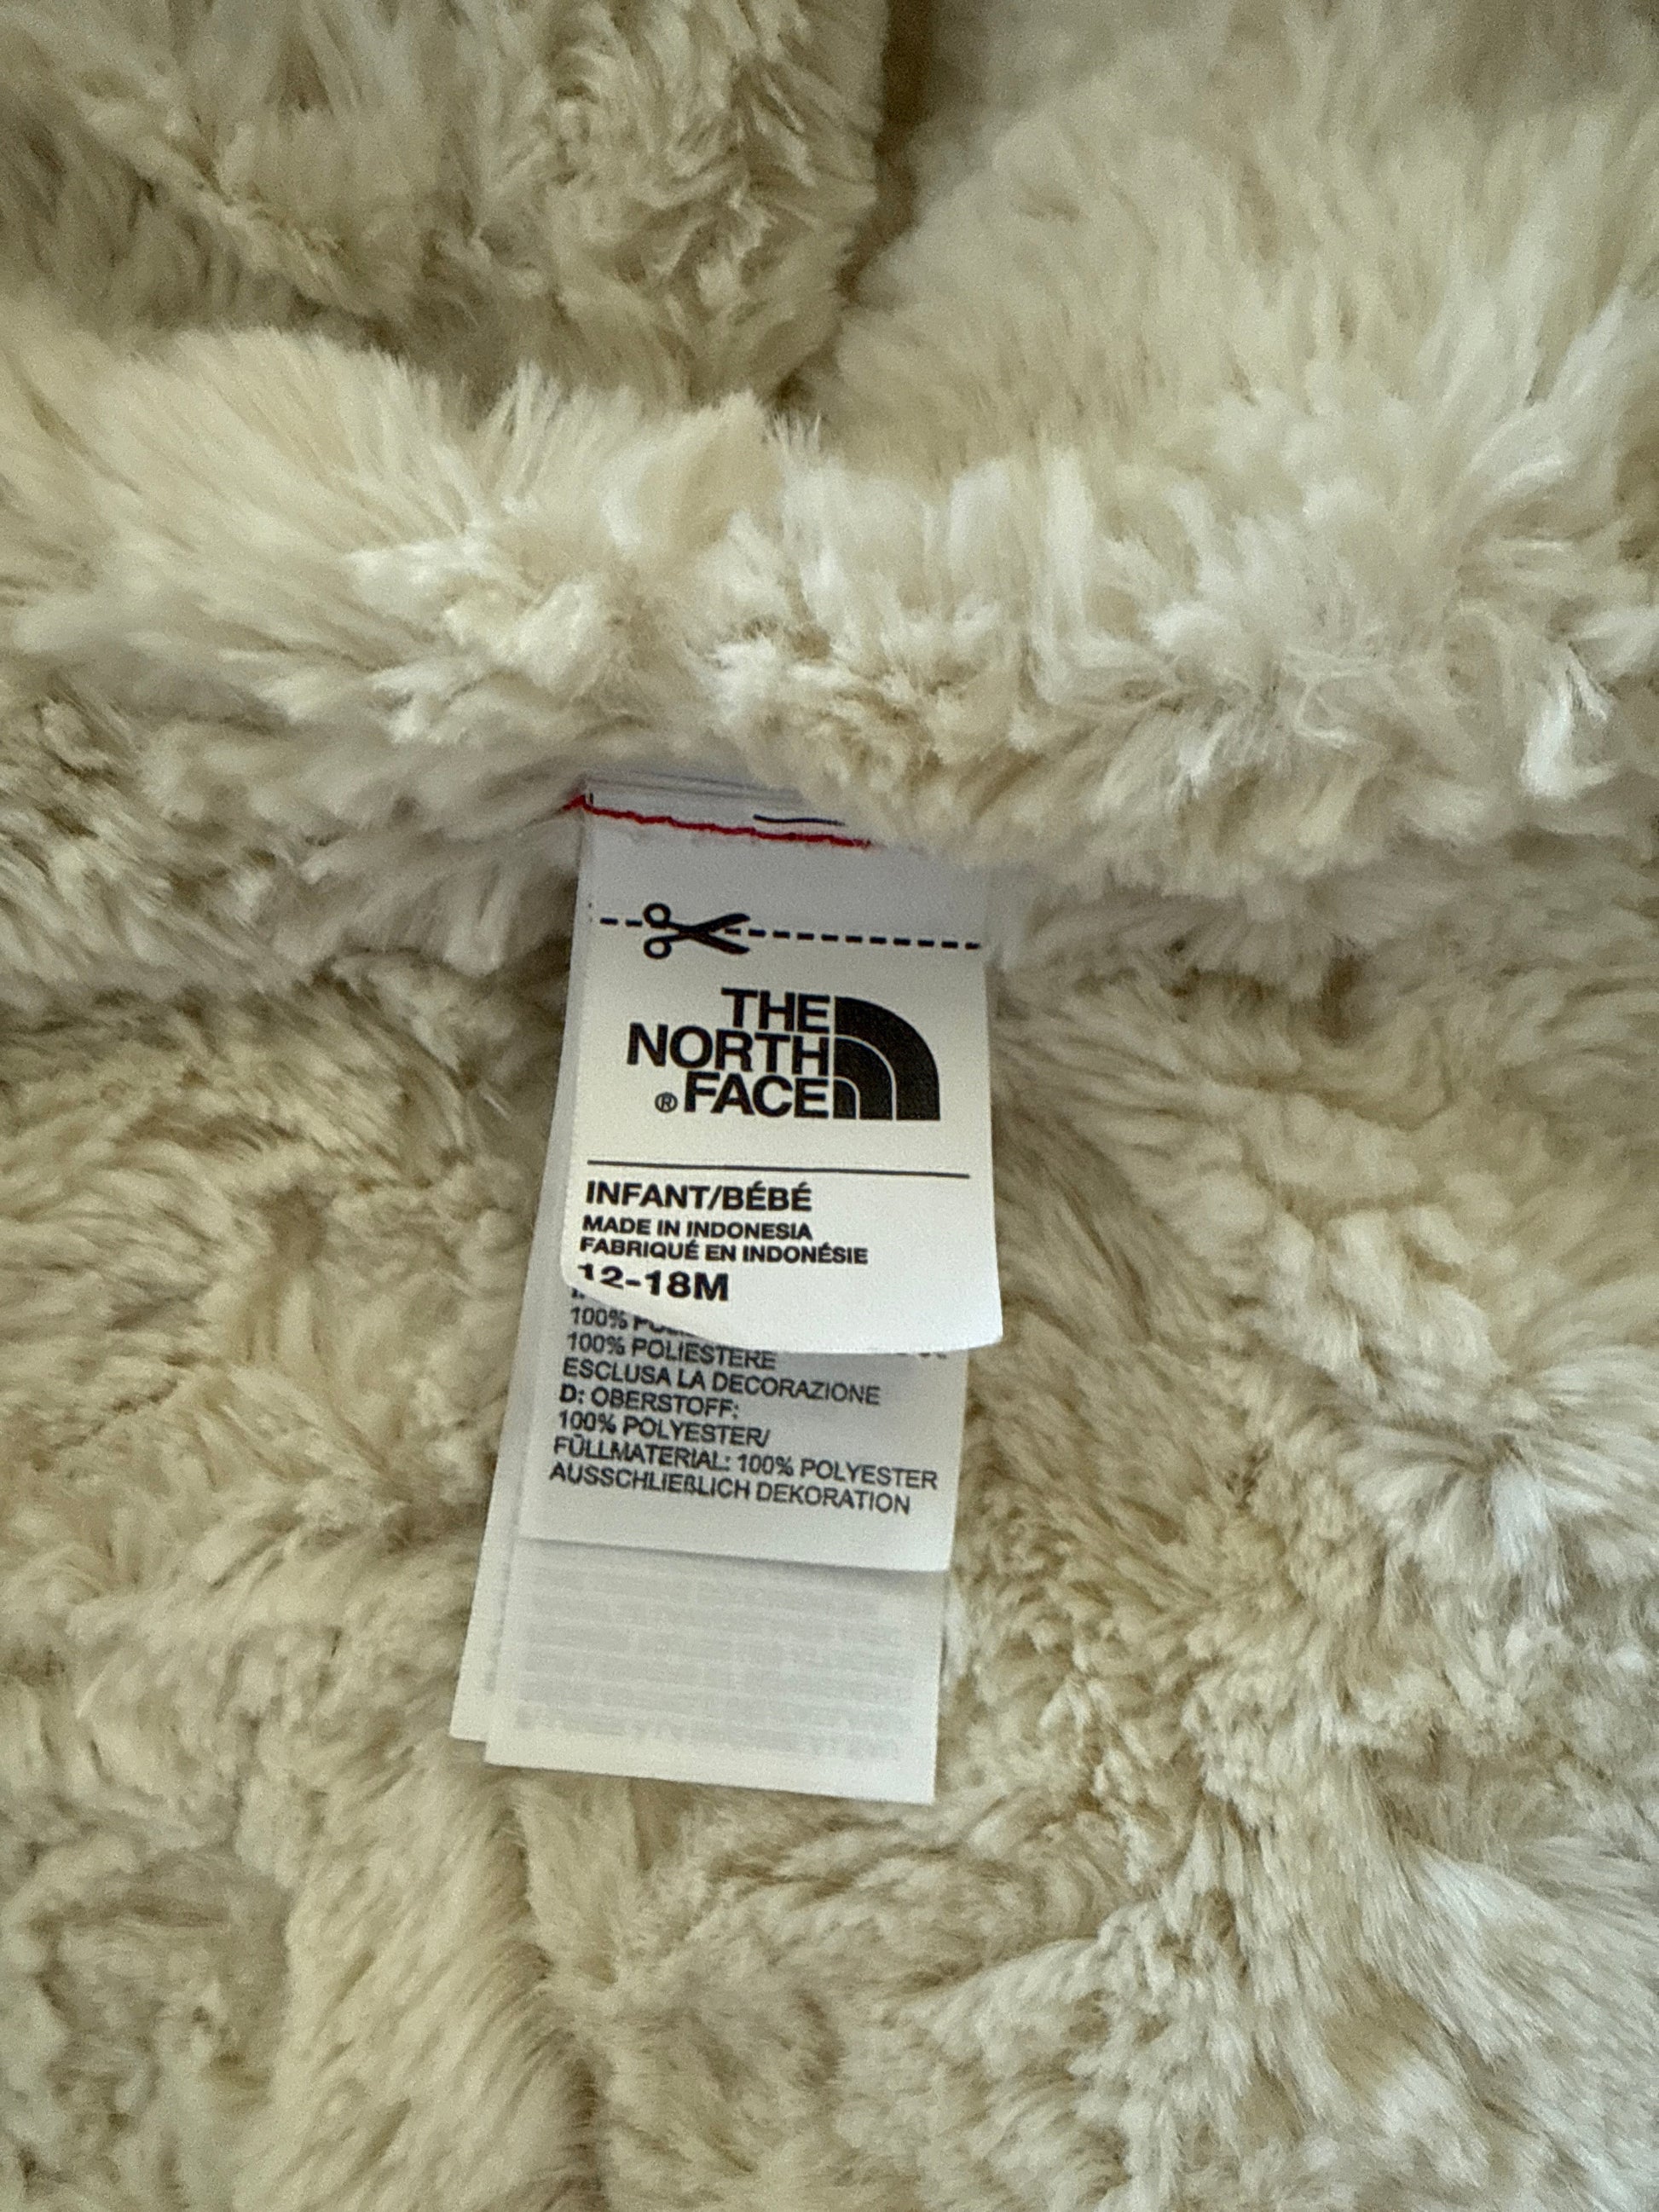 THE
NORTH
®FACE
INFANT/BÉBÉ
MADE IN INDONESIA
FABRIQUÉ EN INDONÉSIE
12-18M
100%
100% POLIESTERE
ESCLUSA LA DECORAZIONE
D: OBERSTOFF:
100% POLYESTER/
FÜLLMATERIAL: 100% POLYESTER
AUSSCHLIEßLICH DEKORATION